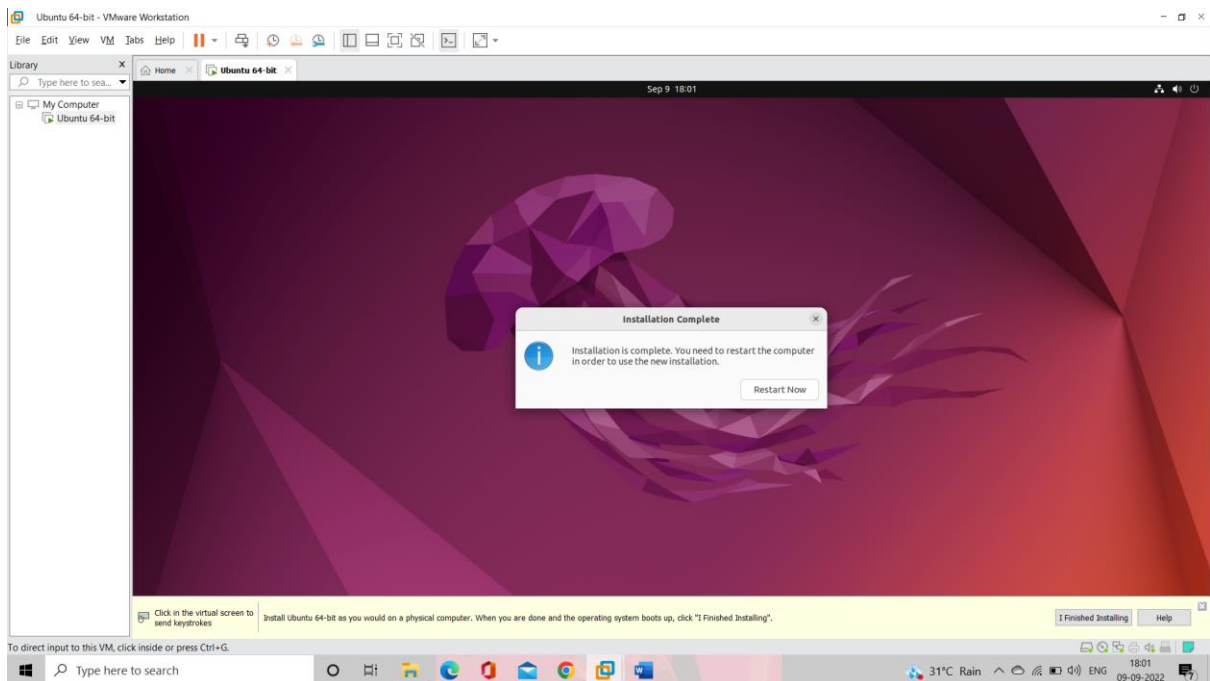 Ubuntu 64-bit - VMware Workstation
File Edit View VM Tabs Help
Library
Type here to sea...
My Computer
Ubuntu 64-bit
Home
Ubuntu 64-bit
Sep 9 18:01
Installation Complete
Installation is complete. You need to restart the computer
in order to use the new installation.
Restart Now
Click in the virtual screen to
send keystrokes
Install Ubuntu 64-bit as you would on a physical computer. When you are done and the operating system boots up, click "I Finished Installing".
I Finished Installing
Help
To direct input to this VM, click inside or press Ctrl+G.
Type here to search
31°C Rain
ENG
18:01
09-09-2022
7